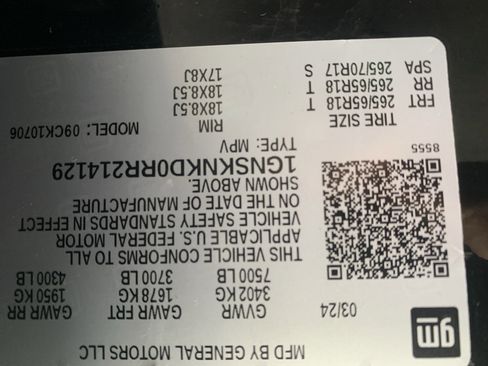 MFD BY GENERAL MOTORS LLC
gm
03/24 GVWR GAWR FRT GAWR RR
3402 KG 1678 KG 1950 KG
7500 LB 3700 LB 4300 LB
THIS VEHICLE CONFORMS TO ALL
APPLICABLE U.S. FEDERAL MOTOR
VEHICLE SAFETY STANDARDS IN EFFECT
ON THE DATE OF MANUFACTURE
SHOWN ABOVE.
1GNSKNKD0RR214129
TYPE: MPV MODEL: 09CK10706
8555
TIRE SIZE RIM
FRT 265/65R18 T 18X8.5J
RR 265/65R18 T 18X8.5J
SPA 265/70R17 S 17X8J
gm